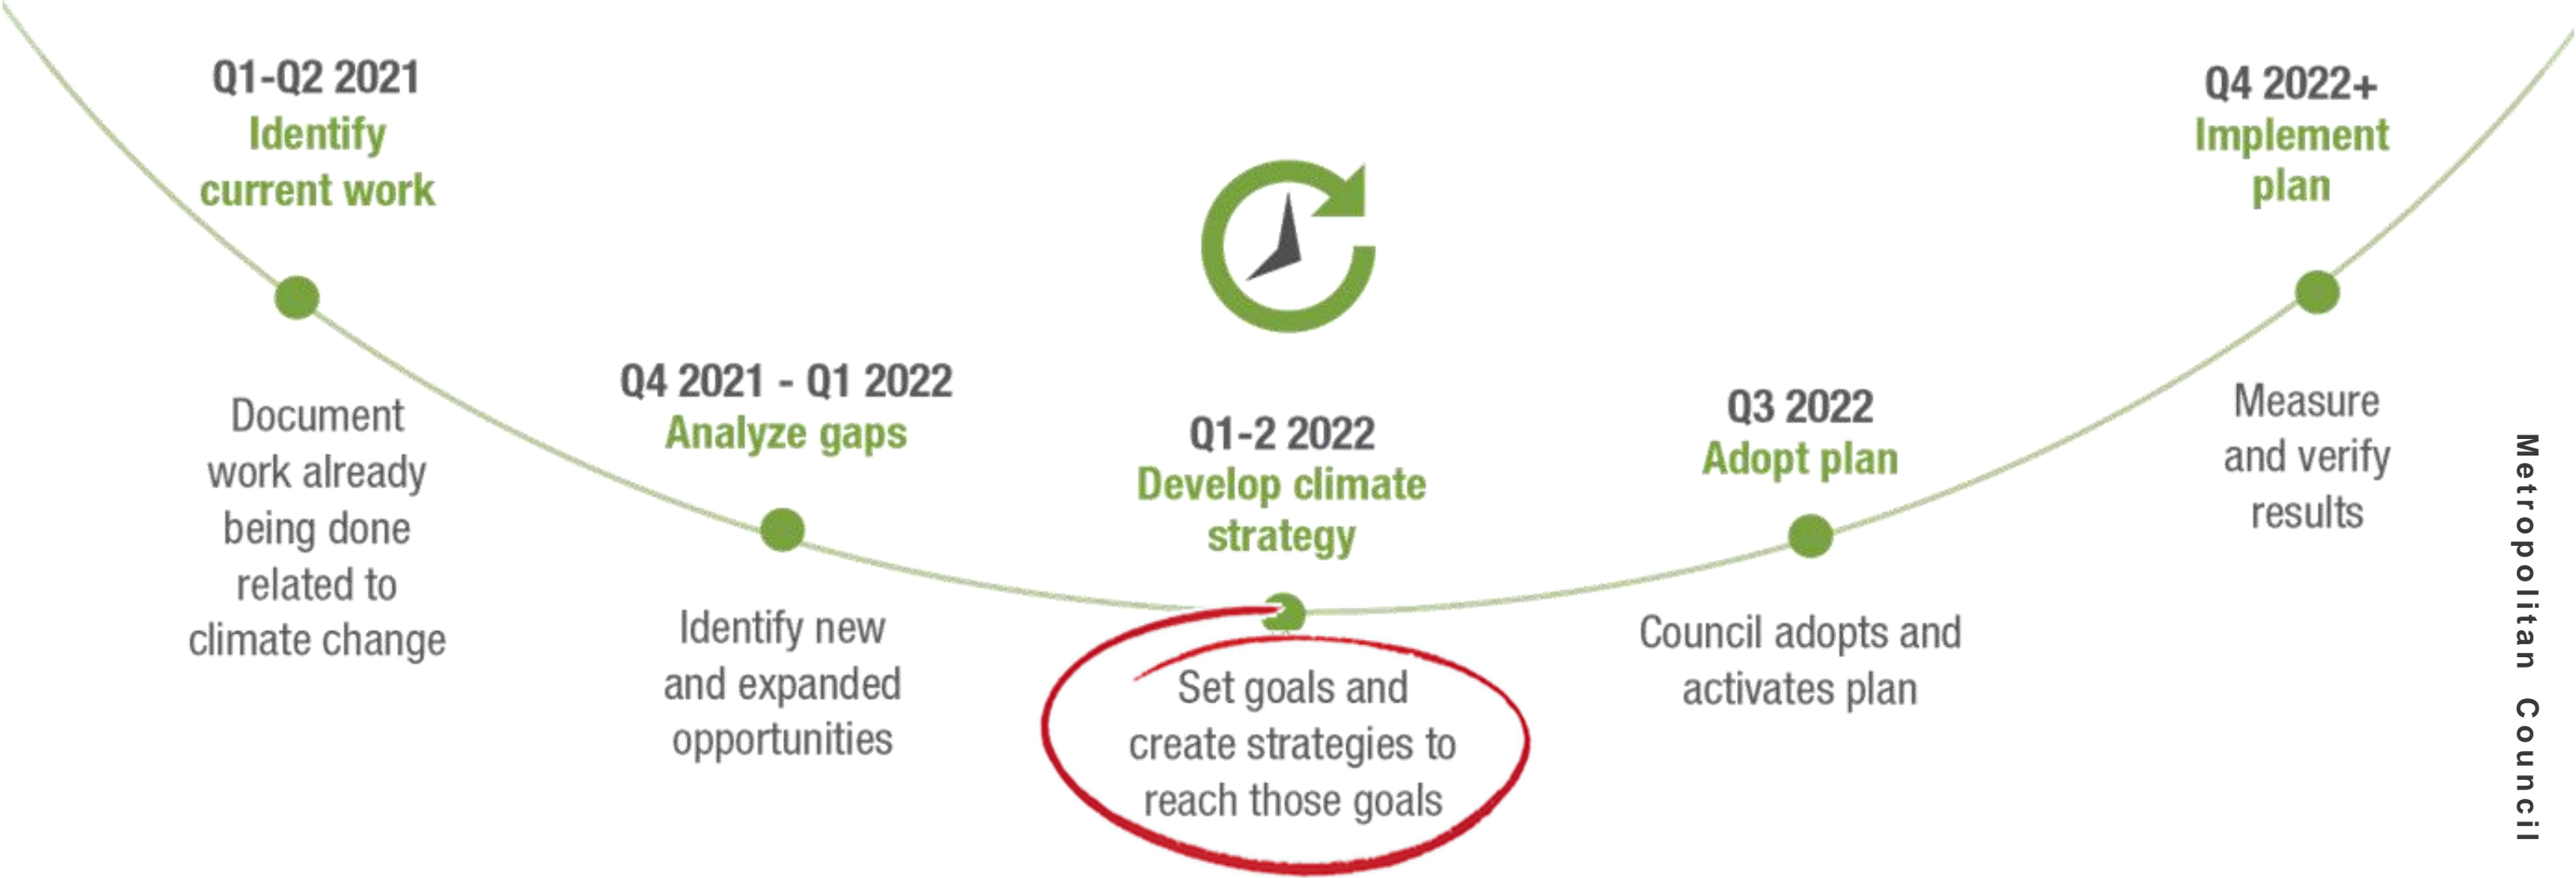 Q1-Q2 2021
Identify
current work
Document
work already
being done
related to
climate change
Q4 2021 - Q1 2022
Analyze gaps
Identify new
and expanded
opportunities
Q1-2 2022
Develop climate
strategy
Set goals and
create strategies to
reach those goals
Q3 2022
Adopt plan
Council adopts and
activates plan
Q4 2022+
Implement
plan
Measure
and verify
results
Metropolitan Council